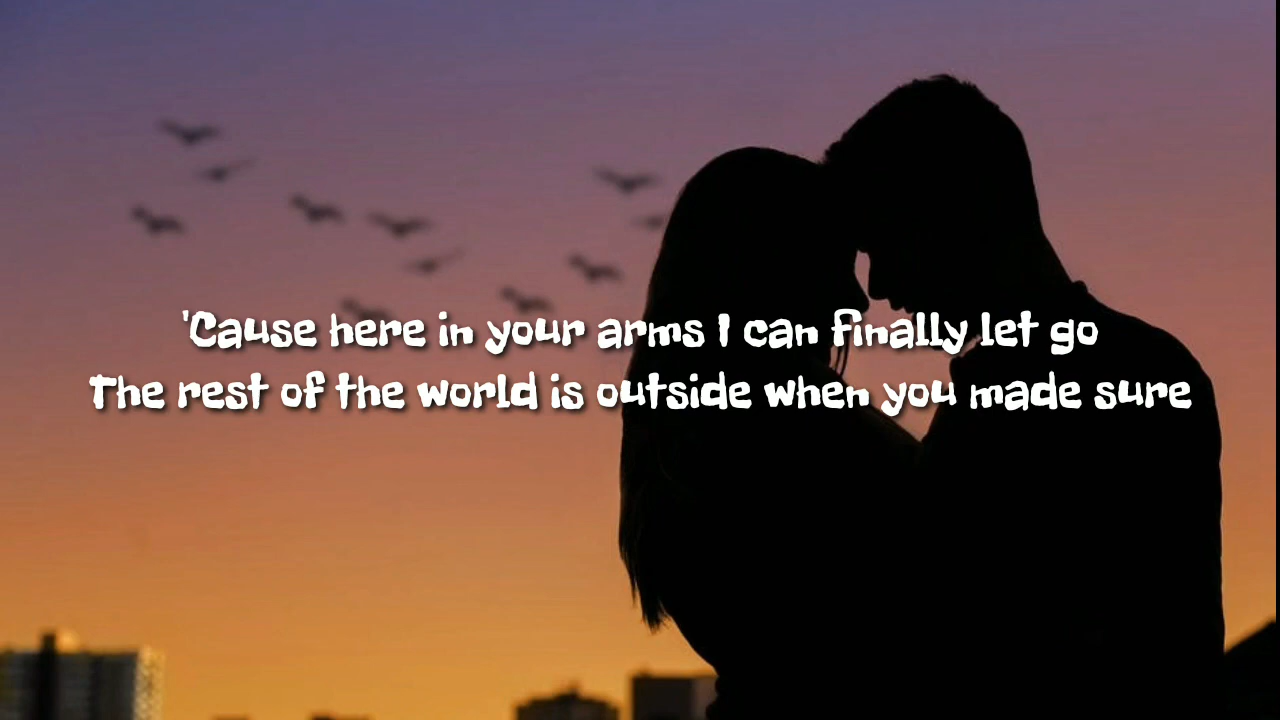 'Cause here in your arms I can finally let go
The rest of the world is outside when you made sure